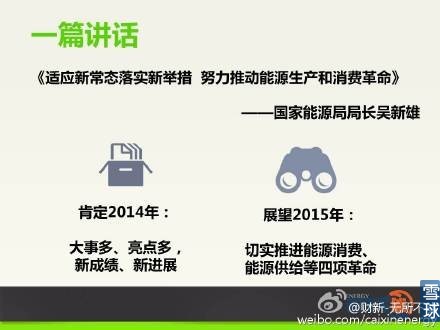 一篇讲话
《适应新常态落实新举措 努力推动能源生产和消费革命》
——国家能源局局长吴新雄
肯定2014年：
大事多、亮点多，
新成绩、新进展
展望2015年：
切实推进能源消费、
能源供给等四项革命
ENERGY
@财新-无所不
weibo.com/caixinenergy
雪球